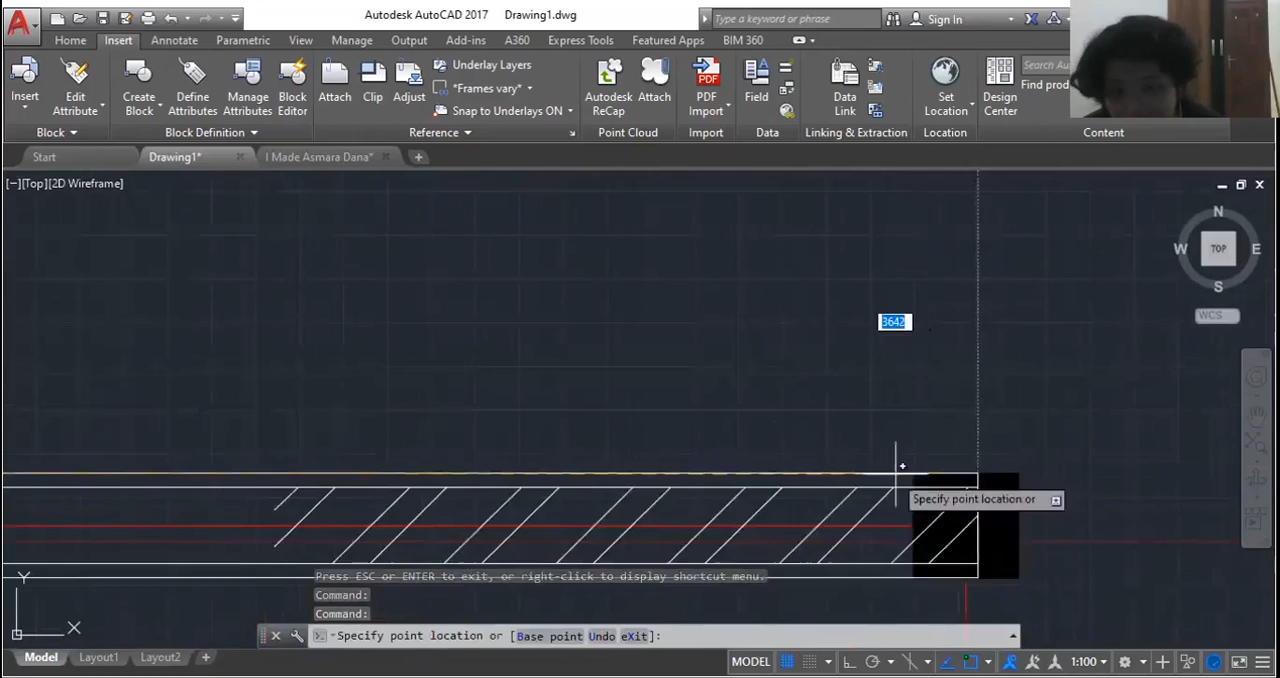 Autodesk AutoCAD 2017 Drawing1.dwg
Type a keyword or phrase
Sign In
Home Insert Annotate Parametric View Manage Output Add-ins A360 Express Tools Featured Apps BIM 360
Insert
Edit Attribute
Create Block
Define Attributes
Manage Attributes
Block Editor
Attach
Clip
Adjust
Underlay Layers
*Frames vary*
Snap to Underlays ON
Autodesk ReCap
Attach
PDF Import
PDF
Field
Data Link
Set Location
Design Center
Search Au
Find produ
Block
Block Definition
Reference
Point Cloud
Import
Data
Linking & Extraction
Location
Content
Start
Drawing1*
I Made Asmara Dana*
[−][Top][2D Wireframe]
N
W TOP E
S
WCS
3642
Specify point location or
Press ESC or ENTER to exit, or right-click to display shortcut menu.
Command:
Command:
Specify point location or [Base point Undo eXit]:
Y
X
Model Layout1 Layout2 +
MODEL
1:100